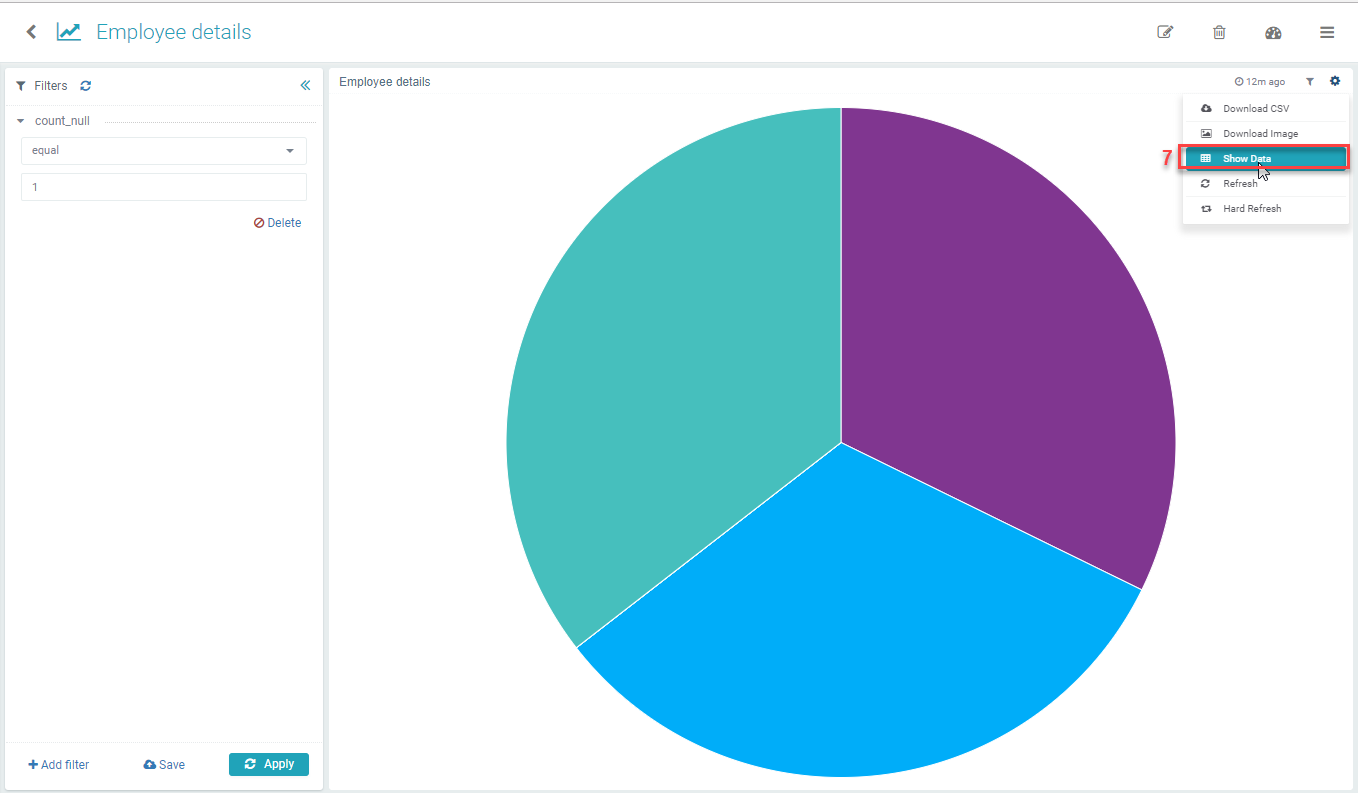 Employee details
Filters
count_null
equal
1
Delete
Add filter
Save
Apply
Employee details
12m ago
Download CSV
Download Image
7
Show Data
Refresh
Hard Refresh